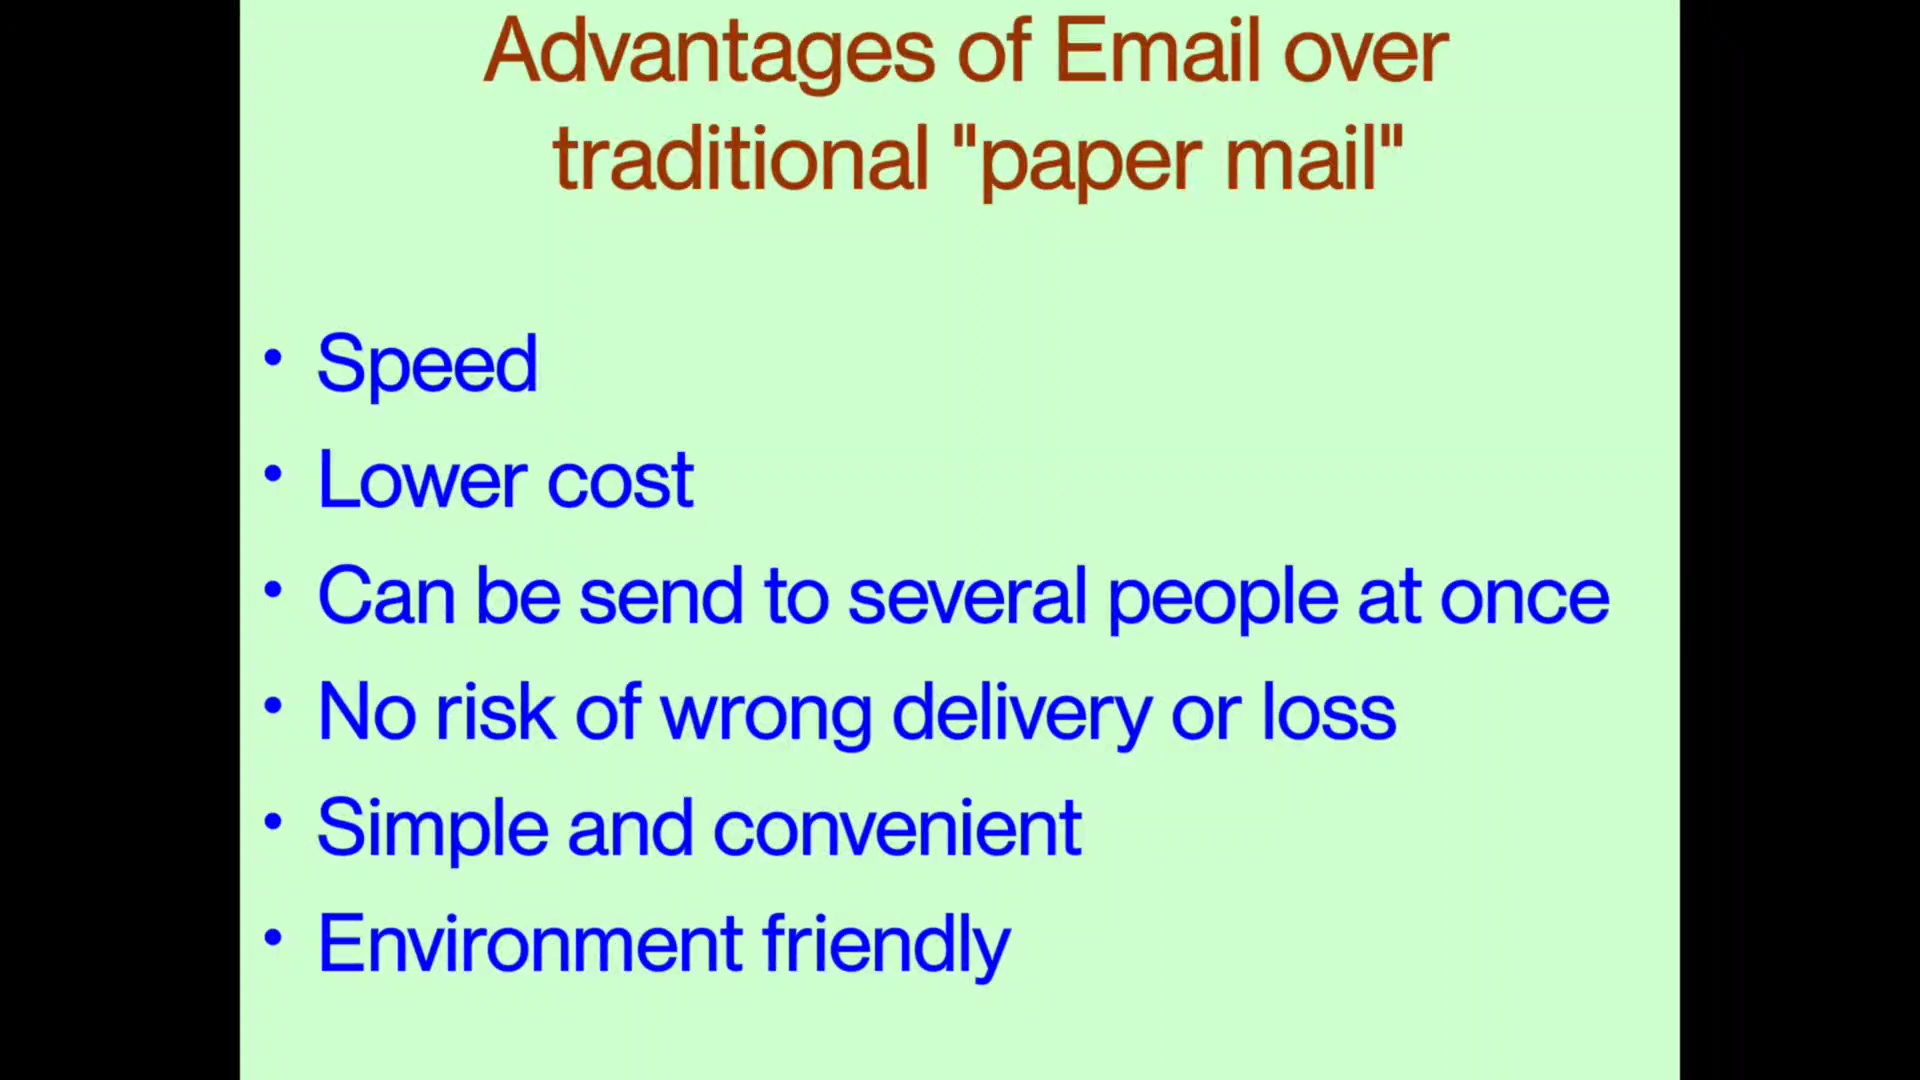 Advantages of Email over
traditional "paper mail"
• Speed
• Lower cost
• Can be send to several people at once
• No risk of wrong delivery or loss
• Simple and convenient
• Environment friendly